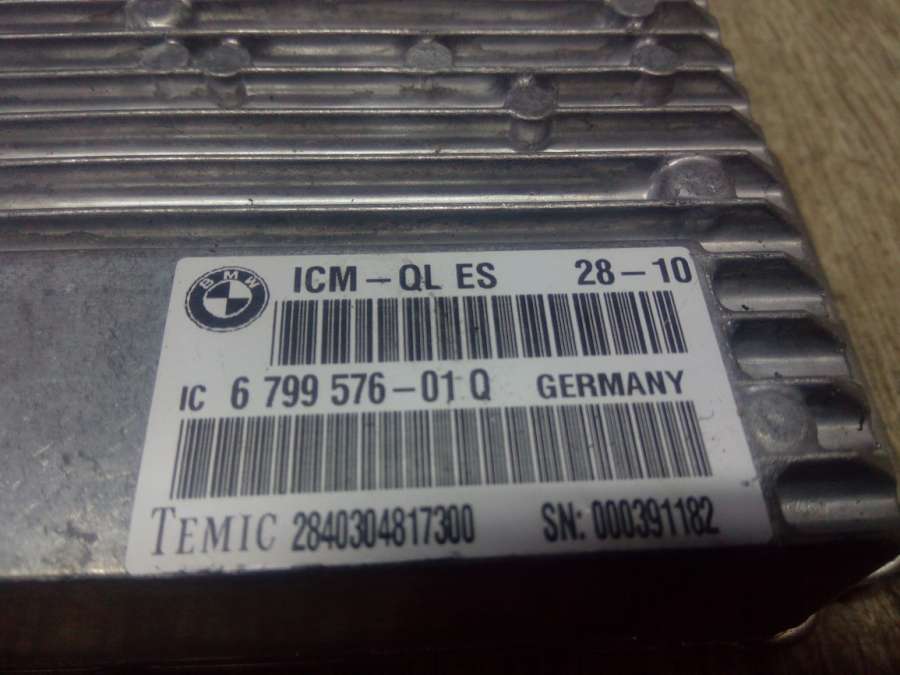 BMW
ICM-QL ES 28-10
IC 6 799 576-01 Q GERMANY
TEMIC 2840304817300 SN: 000391182